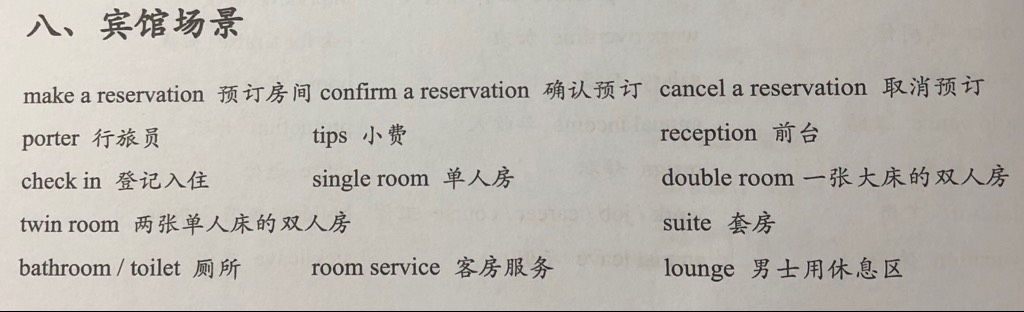 八、宾馆场景
make a reservation 预订房间 confirm a reservation 确认预订 cancel a reservation 取消预订
porter 行旅员 tips 小费 reception 前台
check in 登记入住 single room 单人房 double room 一张大床的双人房
twin room 两张单人床的双人房 suite 套房
bathroom / toilet 厕所 room service 客房服务 lounge 男士用休息区